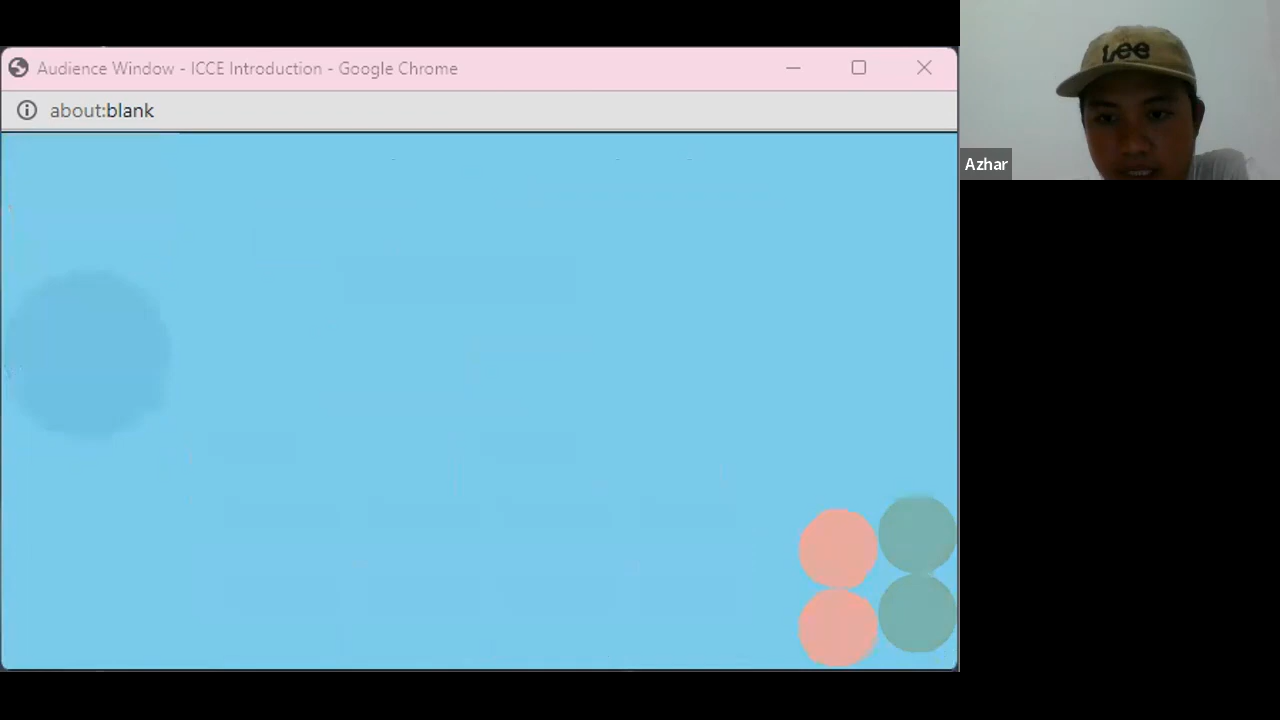 Audience Window - ICCE Introduction - Google Chrome
about:blank
Lee
Azhar